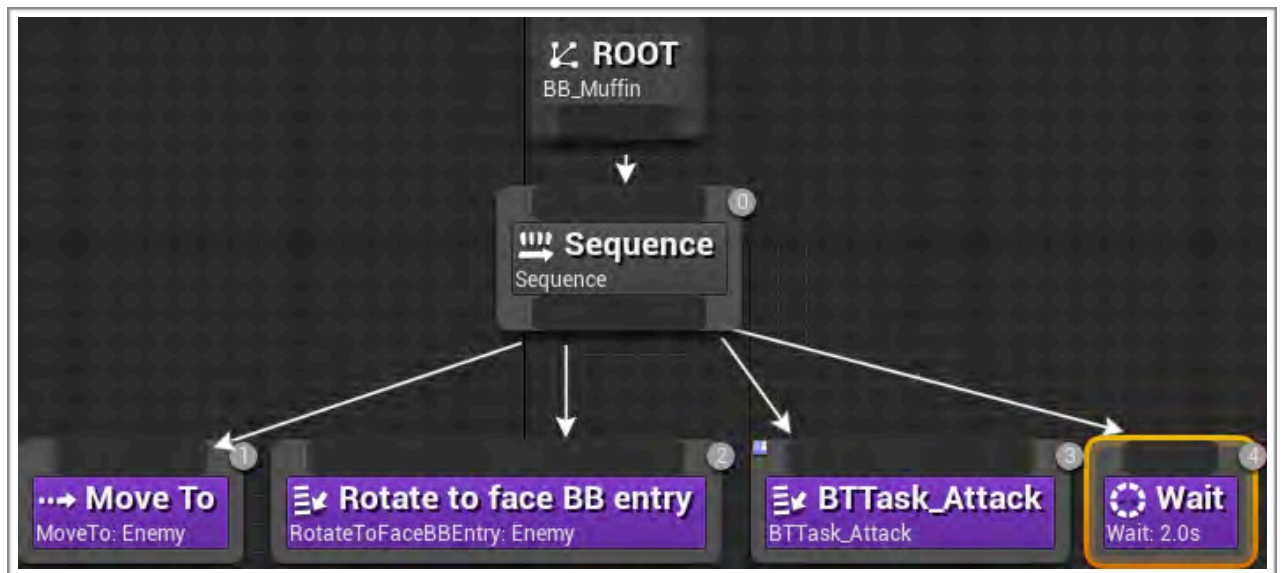 ROOT
BB_Muffin
0
Sequence
Sequence
1
2
3
4
Move To
MoveTo: Enemy
Rotate to face BB entry
RotateToFaceBBEntry: Enemy
BTTask_Attack
BTTask_Attack
Wait
Wait: 2.0s